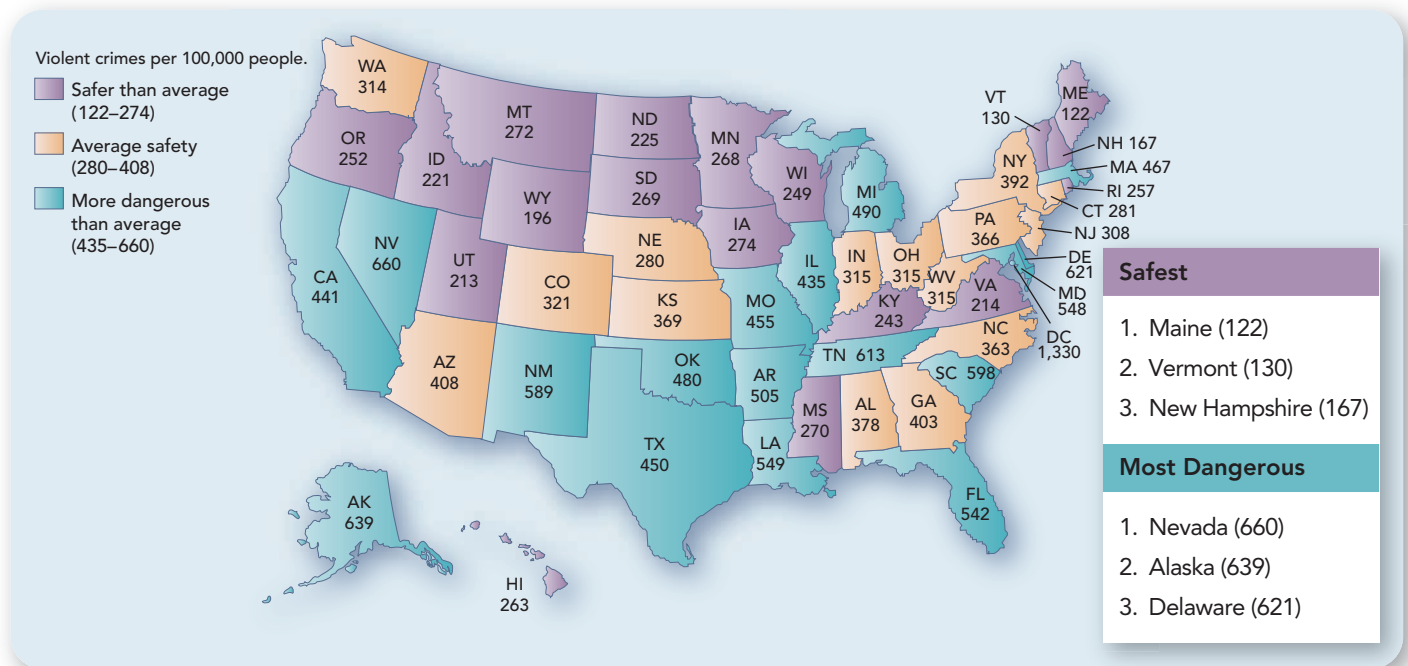 Violent crimes per 100,000 people.
Safer than average
(122–274)
Average safety
(280–408)
More dangerous
than average
(435–660)
WA
314
OR
252
ID
221
MT
272
WY
196
ND
225
SD
269
MN
268
WI
249
MI
490
IA
274
NE
280
NV
660
UT
213
CA
441
CO
321
KS
369
MO
455
IL
435
IN
315
OH
315
WV
315
KY
243
VA
214
PA
366
NY
392
VT
130
ME
122
NH 167
MA 467
RI 257
CT 281
NJ 308
DE
621
MD
548
DC
1,330
AZ
408
NM
589
OK
480
AR
505
TN 613
NC
363
SC 598
MS
270
AL
378
GA
403
TX
450
LA
549
FL
542
AK
639
HI
263
Safest
1. Maine (122)
2. Vermont (130)
3. New Hampshire (167)
Most Dangerous
1. Nevada (660)
2. Alaska (639)
3. Delaware (621)